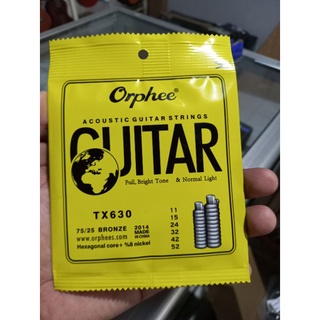 Orphee®
ACOUSTIC GUITAR STRINGS
GUITAR
Full, Bright Tone & Normal Light
TX630
75/25 BRONZE
2014
MADE
IN CHINA
www.orphees.com
Hexagonal core+ %8 nickel
11
15
24
32
42
52